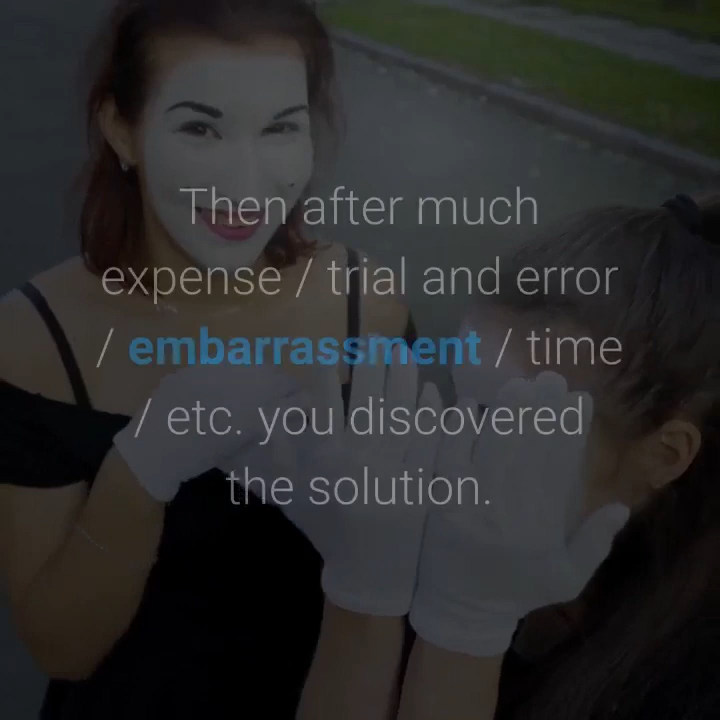 Then after much
expense / trial and error
/ embarrassment / time
/ etc. you discovered
the solution.